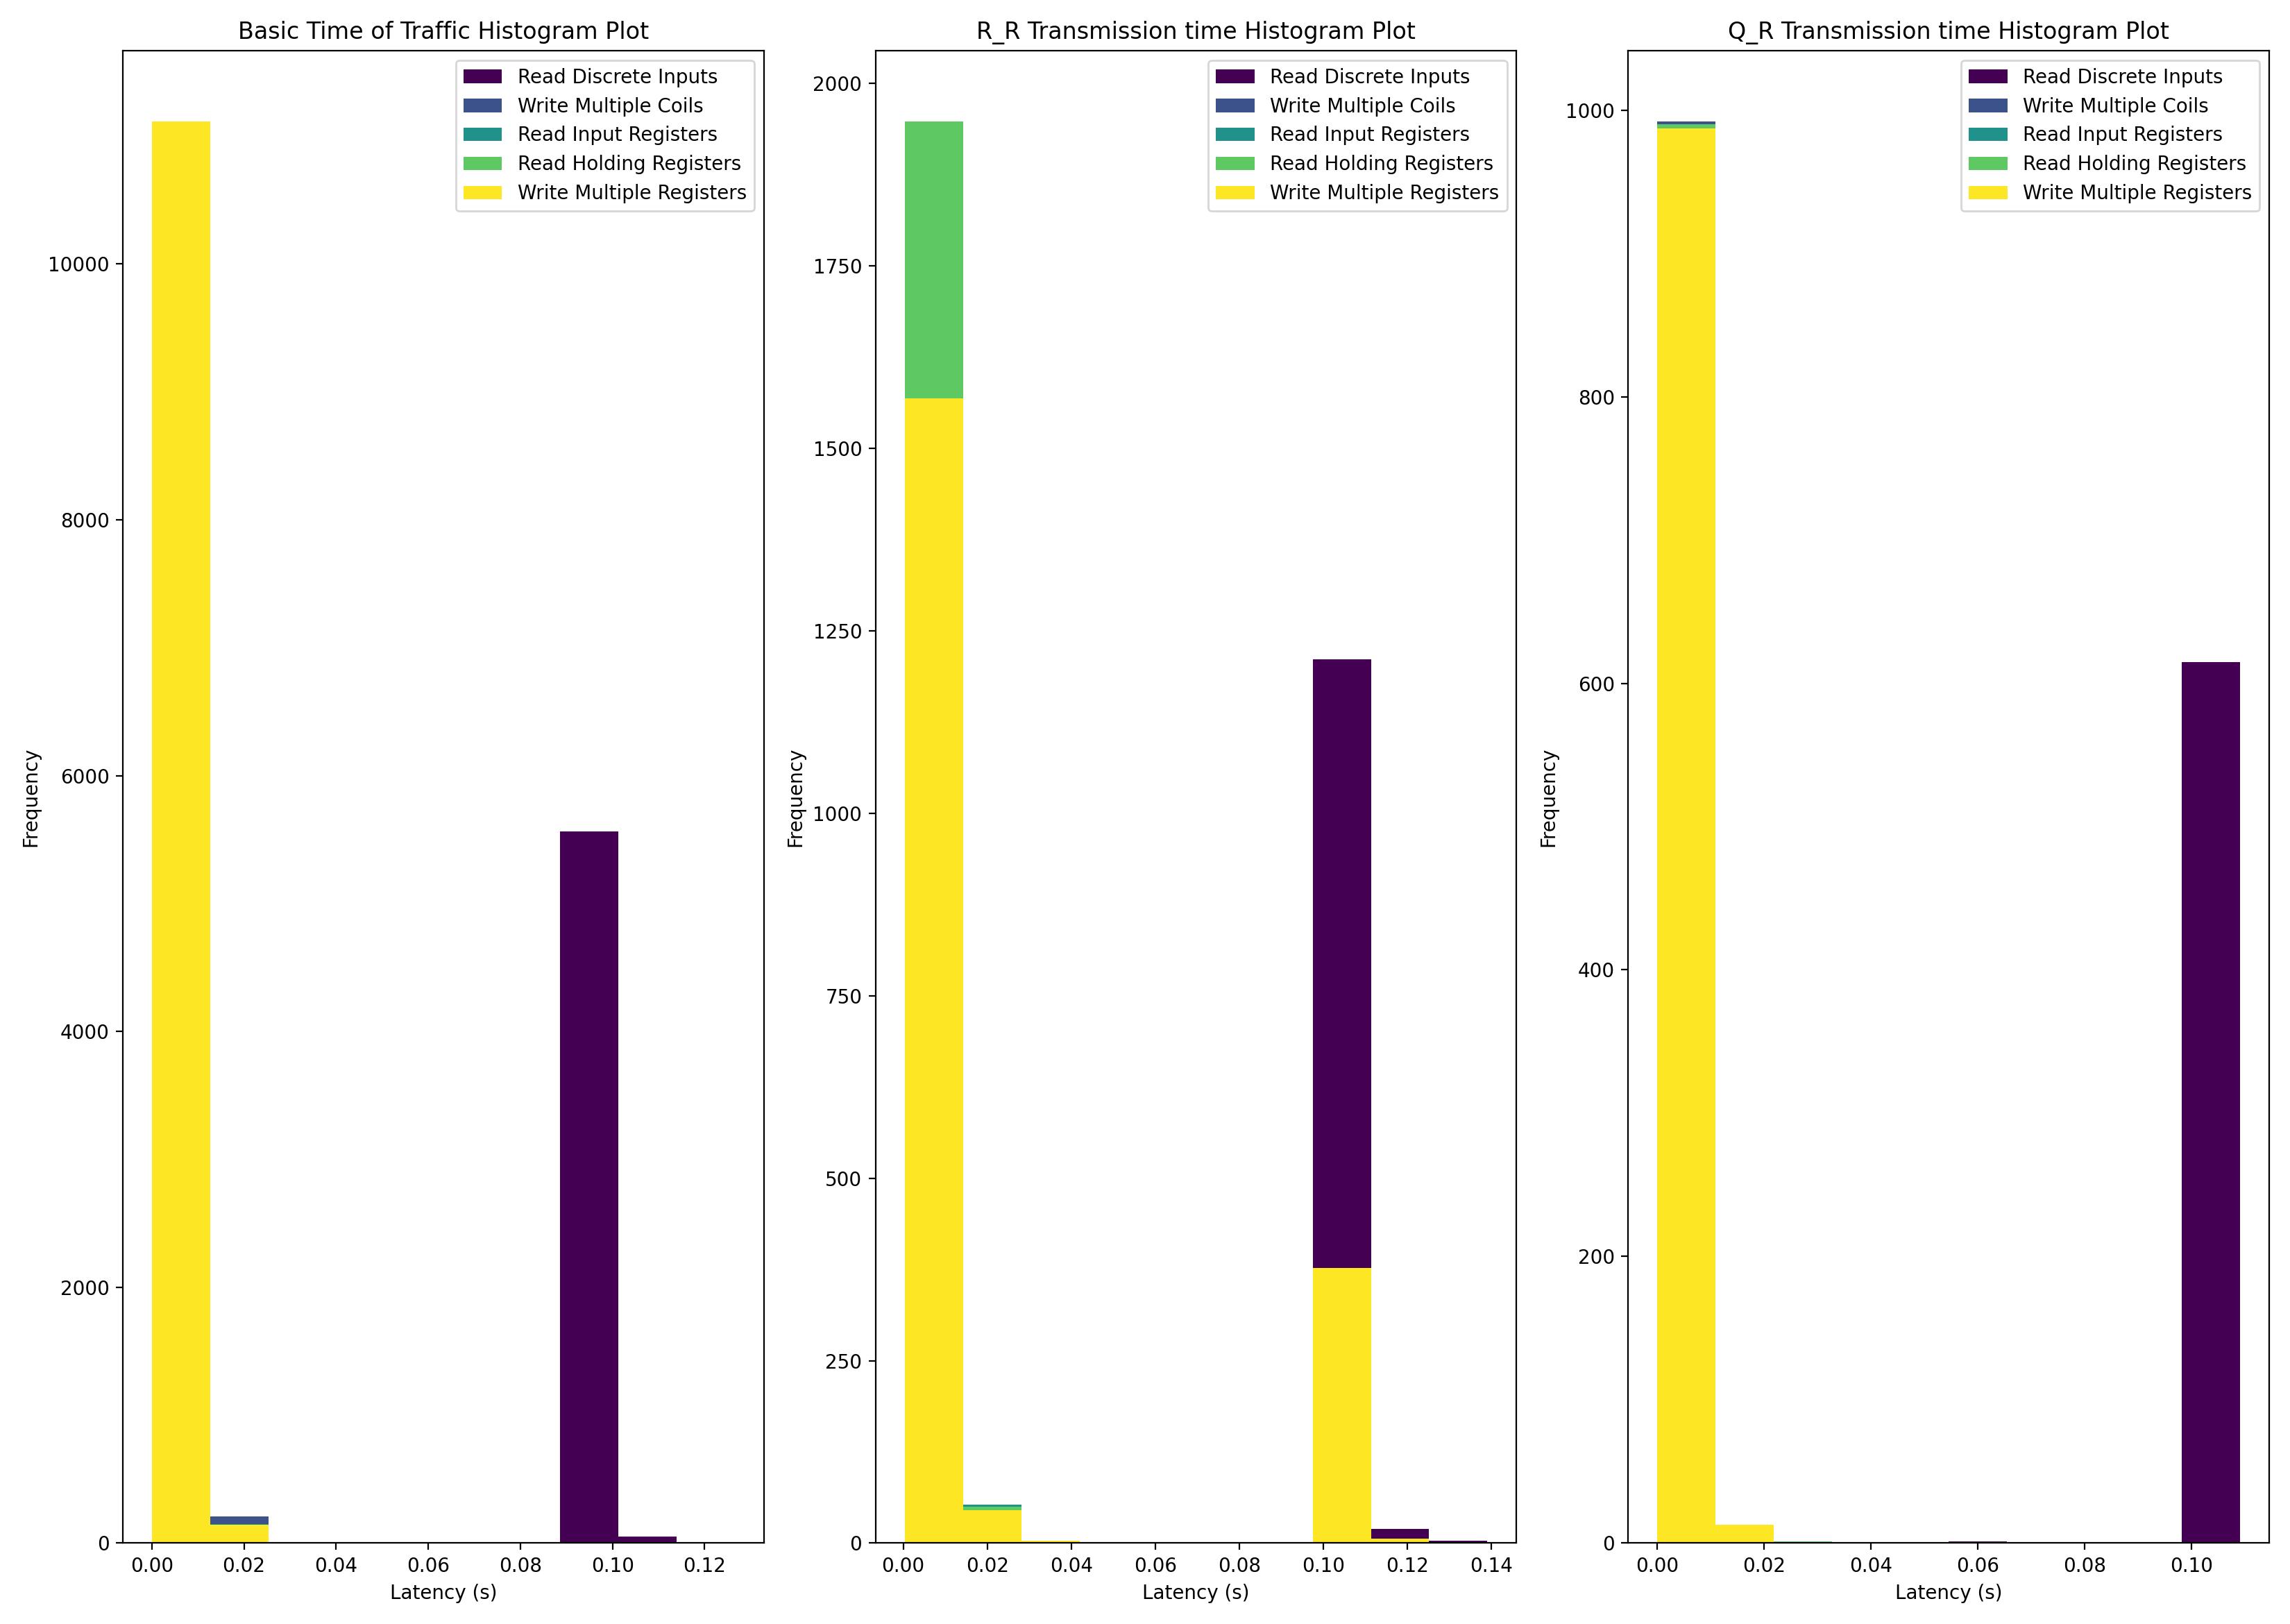 Basic Time of Traffic Histogram Plot
Read Discrete Inputs
Write Multiple Coils
Read Input Registers
Read Holding Registers
Write Multiple Registers
10000
8000
6000
4000
2000
0
Frequency
0.00 0.02 0.04 0.06 0.08 0.10 0.12
Latency (s)
R_R Transmission time Histogram Plot
Read Discrete Inputs
Write Multiple Coils
Read Input Registers
Read Holding Registers
Write Multiple Registers
2000
1750
1500
1250
1000
750
500
250
0
Frequency
0.00 0.02 0.04 0.06 0.08 0.10 0.12 0.14
Latency (s)
Q_R Transmission time Histogram Plot
Read Discrete Inputs
Write Multiple Coils
Read Input Registers
Read Holding Registers
Write Multiple Registers
1000
800
600
400
200
0
Frequency
0.00 0.02 0.04 0.06 0.08 0.10
Latency (s)